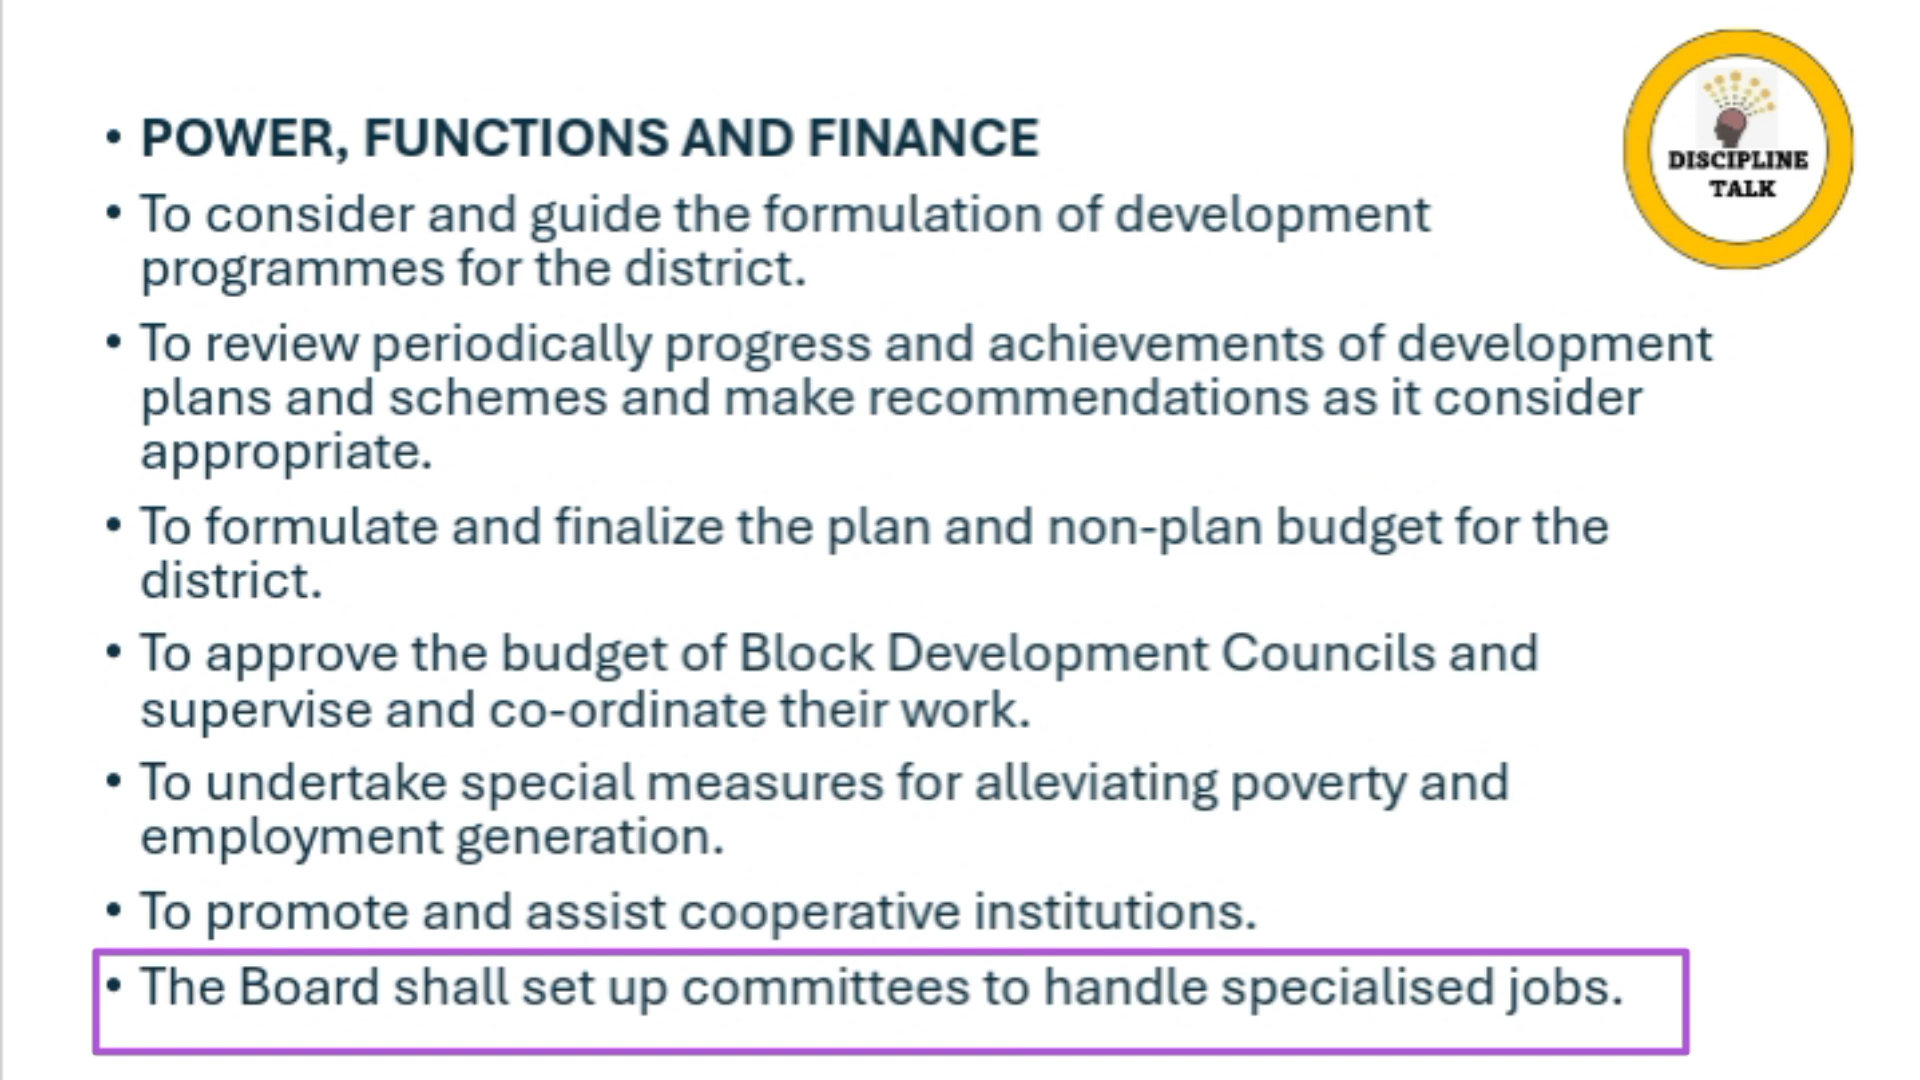 • POWER, FUNCTIONS AND FINANCE
• To consider and guide the formulation of development
programmes for the district.
• To review periodically progress and achievements of development
plans and schemes and make recommendations as it consider
appropriate.
• To formulate and finalize the plan and non-plan budget for the
district.
• To approve the budget of Block Development Councils and
supervise and co-ordinate their work.
• To undertake special measures for alleviating poverty and
employment generation.
• To promote and assist cooperative institutions.
• The Board shall set up committees to handle specialised jobs.
DISCIPLINE
TALK